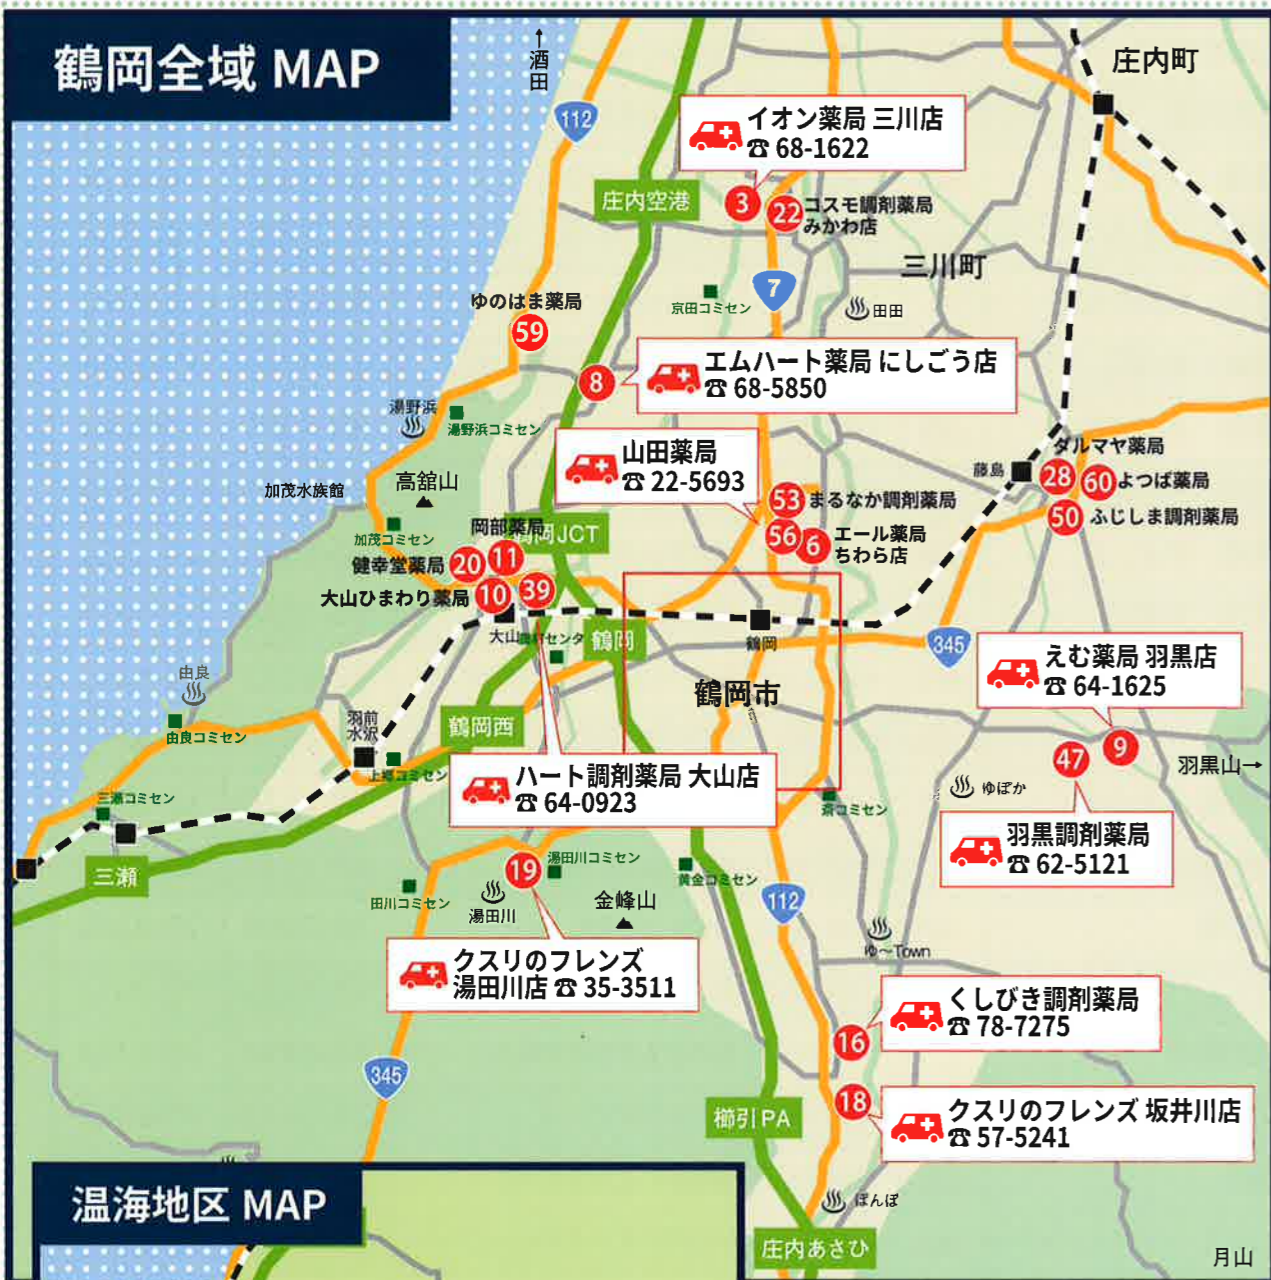 鶴岡全域 MAP
↑
酒田
庄内町
112
イオン薬局 三川店
☎ 68-1622
庄内空港
3
22
コスモ調剤薬局
みかわ店
三川町
7
京田コミセン
田田
ゆのはま薬局
59
エムハート薬局 にしごう店
☎ 68-5850
8
湯野浜
湯野浜コミセン
山田薬局
☎ 22-5693
ダルマヤ薬局
藤島
28
60
よつば薬局
50
ふじしま調剤薬局
高舘山
加茂水族館
53
まるなか調剤薬局
加茂コミセン
岡部薬局
鶴岡JCT
56
6
エール薬局
ちわら店
健幸堂薬局
20
11
大山ひまわり薬局
10
39
大山
鶴岡
鶴岡
345
えむ薬局 羽黒店
☎ 64-1625
由良
鶴岡市
由良コミセン
羽前
水沢
鶴岡西
上郷コミセン
47
9
羽黒山→
ハート調剤薬局 大山店
☎ 64-0923
ゆぽか
三瀬コミセン
斎コミセン
羽黒調剤薬局
☎ 62-5121
三瀬
19
湯田川コミセン
黄金コミセン
田川コミセン
湯田川
金峰山
112
ゆ〜Town
クスリのフレンズ
湯田川店 ☎ 35-3511
くしびき調剤薬局
☎ 78-7275
16
345
櫛引PA
18
クスリのフレンズ 坂井川店
☎ 57-5241
温海地区 MAP
ぼんぼ
庄内あさひ
月山